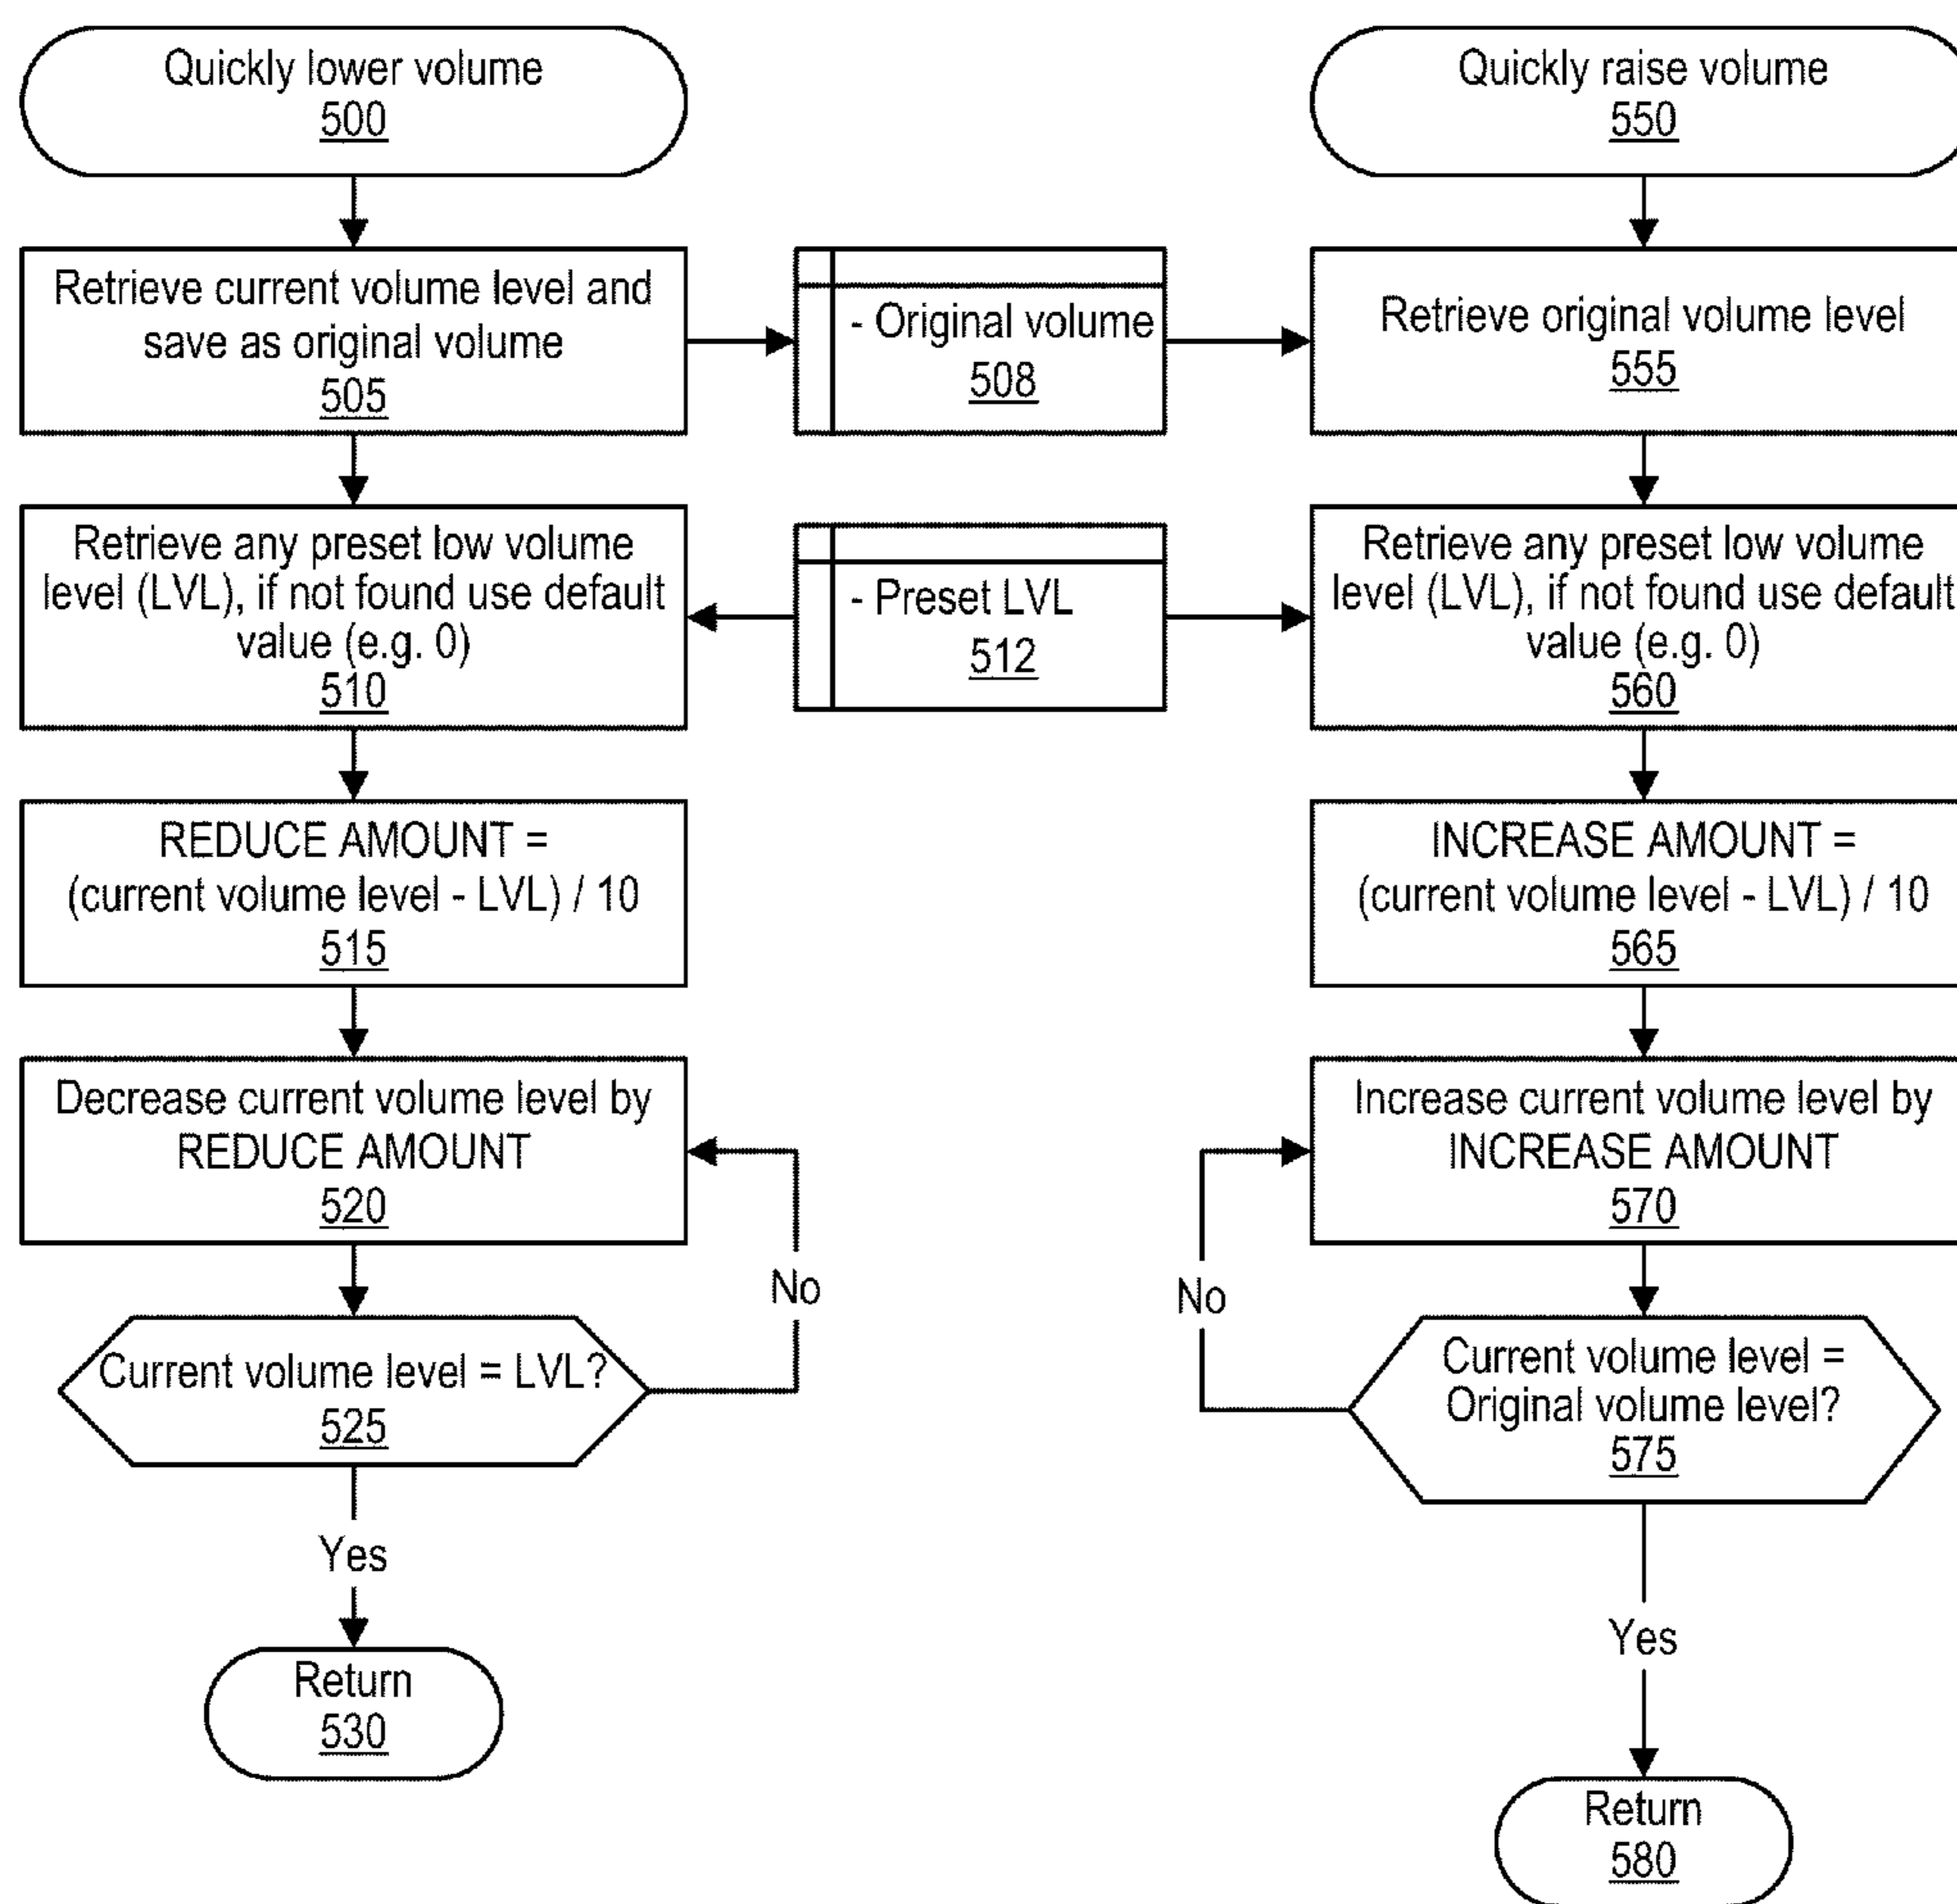 Quickly lower volume
500
Retrieve current volume level and
save as original volume
505
- Original volume
508
Retrieve any preset low volume
level (LVL), if not found use default
value (e.g. 0)
510
- Preset LVL
512
REDUCE AMOUNT =
(current volume level - LVL) / 10
515
Decrease current volume level by
REDUCE AMOUNT
520
No
Current volume level = LVL?
525
Yes
Return
530
Quickly raise volume
550
Retrieve original volume level
555
Retrieve any preset low volume
level (LVL), if not found use default
value (e.g. 0)
560
INCREASE AMOUNT =
(current volume level - LVL) / 10
565
Increase current volume level by
INCREASE AMOUNT
570
No
Current volume level =
Original volume level?
575
Yes
Return
580